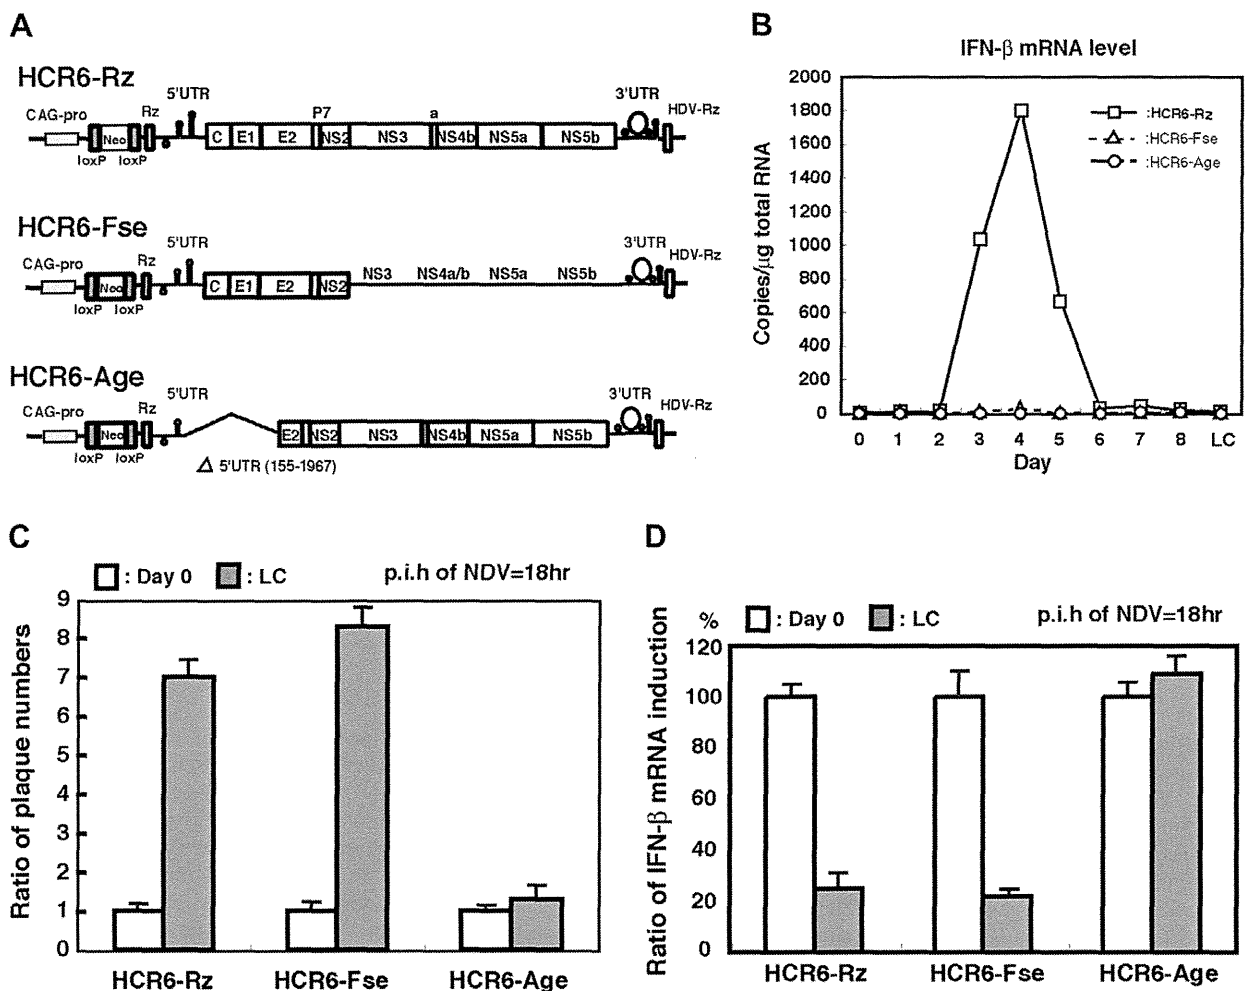 A
HCR6-Rz
CAG-pro Rz 5'UTR P7 a 3'UTR HDV-Rz
Neo C E1 E2 NS2 NS3 NS4b NS5a NS5b
loxP loxP
HCR6-Fse
CAG-pro Rz 5'UTR 3'UTR HDV-Rz
NS3 NS4a/b NS5a NS5b
Neo C E1 E2 NS2
loxP loxP
HCR6-Age
CAG-pro Rz 5'UTR 3'UTR HDV-Rz
Neo E2 NS2 NS3 NS4b NS5a NS5b
loxP loxP
Δ 5'UTR (155-1967)
B
IFN-β mRNA level
Copies/μg total RNA
2000
1800
1600
1400
1200
1000
800
600
400
200
0
:HCR6-Rz
:HCR6-Fse
:HCR6-Age
0 1 2 3 4 5 6 7 8 LC
Day
C
: Day 0 : LC p.i.h of NDV=18hr
Ratio of plaque numbers
9
8
7
6
5
4
3
2
1
0
HCR6-Rz HCR6-Fse HCR6-Age
D
% : Day 0 : LC p.i.h of NDV=18hr
Ratio of IFN-β mRNA induction
120
100
80
60
40
20
0
HCR6-Rz HCR6-Fse HCR6-Age